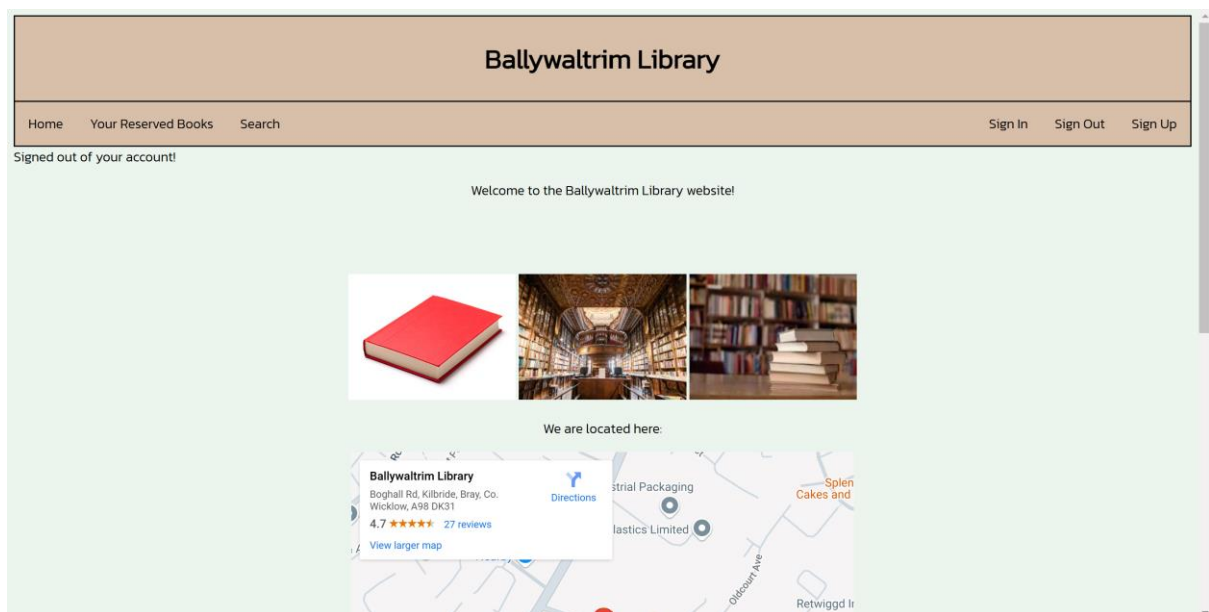 Ballywaltrim Library
Home Your Reserved Books Search Sign In Sign Out Sign Up
Signed out of your account!
Welcome to the Ballywaltrim Library website!
We are located here:
Ballywaltrim Library
Boghall Rd, Kilbride, Bray, Co.
Wicklow, A98 DK31
Directions
4.7 27 reviews
View larger map
strial Packaging
Splen
Cakes and
lastics Limited
Oldcourt Ave
Retwiggd